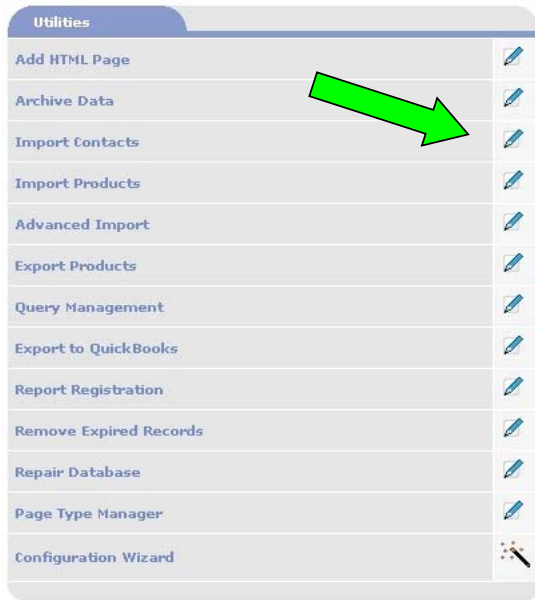 Utilities
Add HTML Page
Archive Data
Import Contacts
Import Products
Advanced Import
Export Products
Query Management
Export to QuickBooks
Report Registration
Remove Expired Records
Repair Database
Page Type Manager
Configuration Wizard